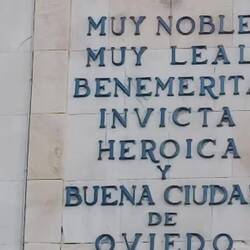 MUY NOBLE
MUY LEAL
BENEMERITA
INVICTA
HEROICA
Y
BUENA CIUDAD
DE
OVIEDO